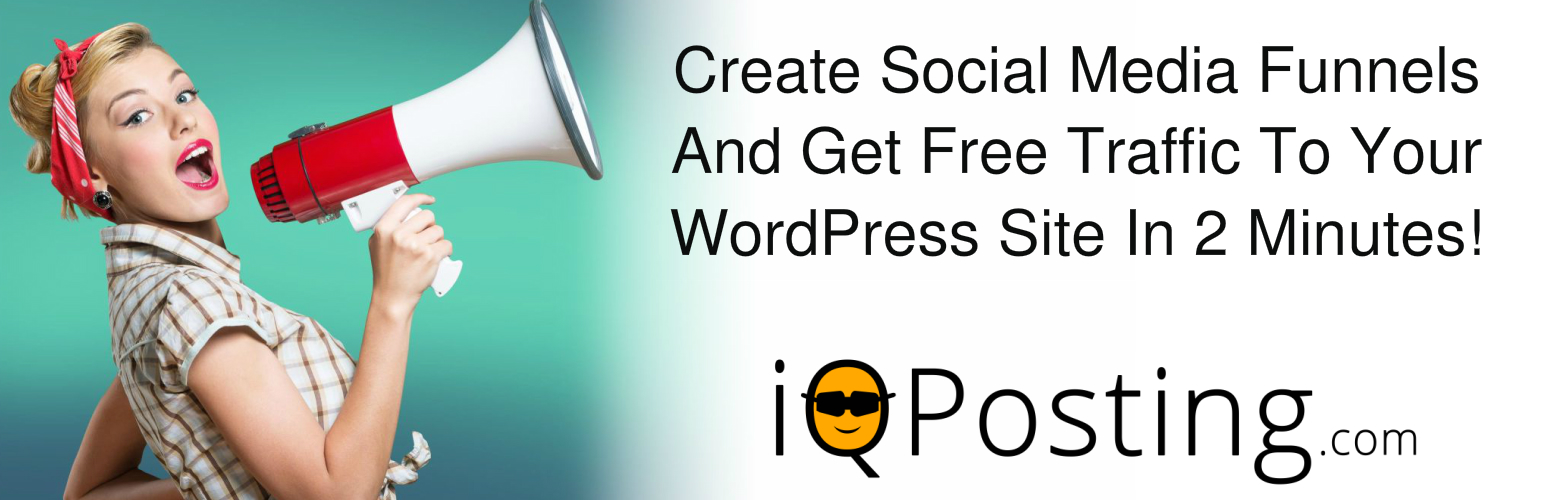 Create Social Media Funnels
And Get Free Traffic To Your
WordPress Site In 2 Minutes!
iQPosting.com